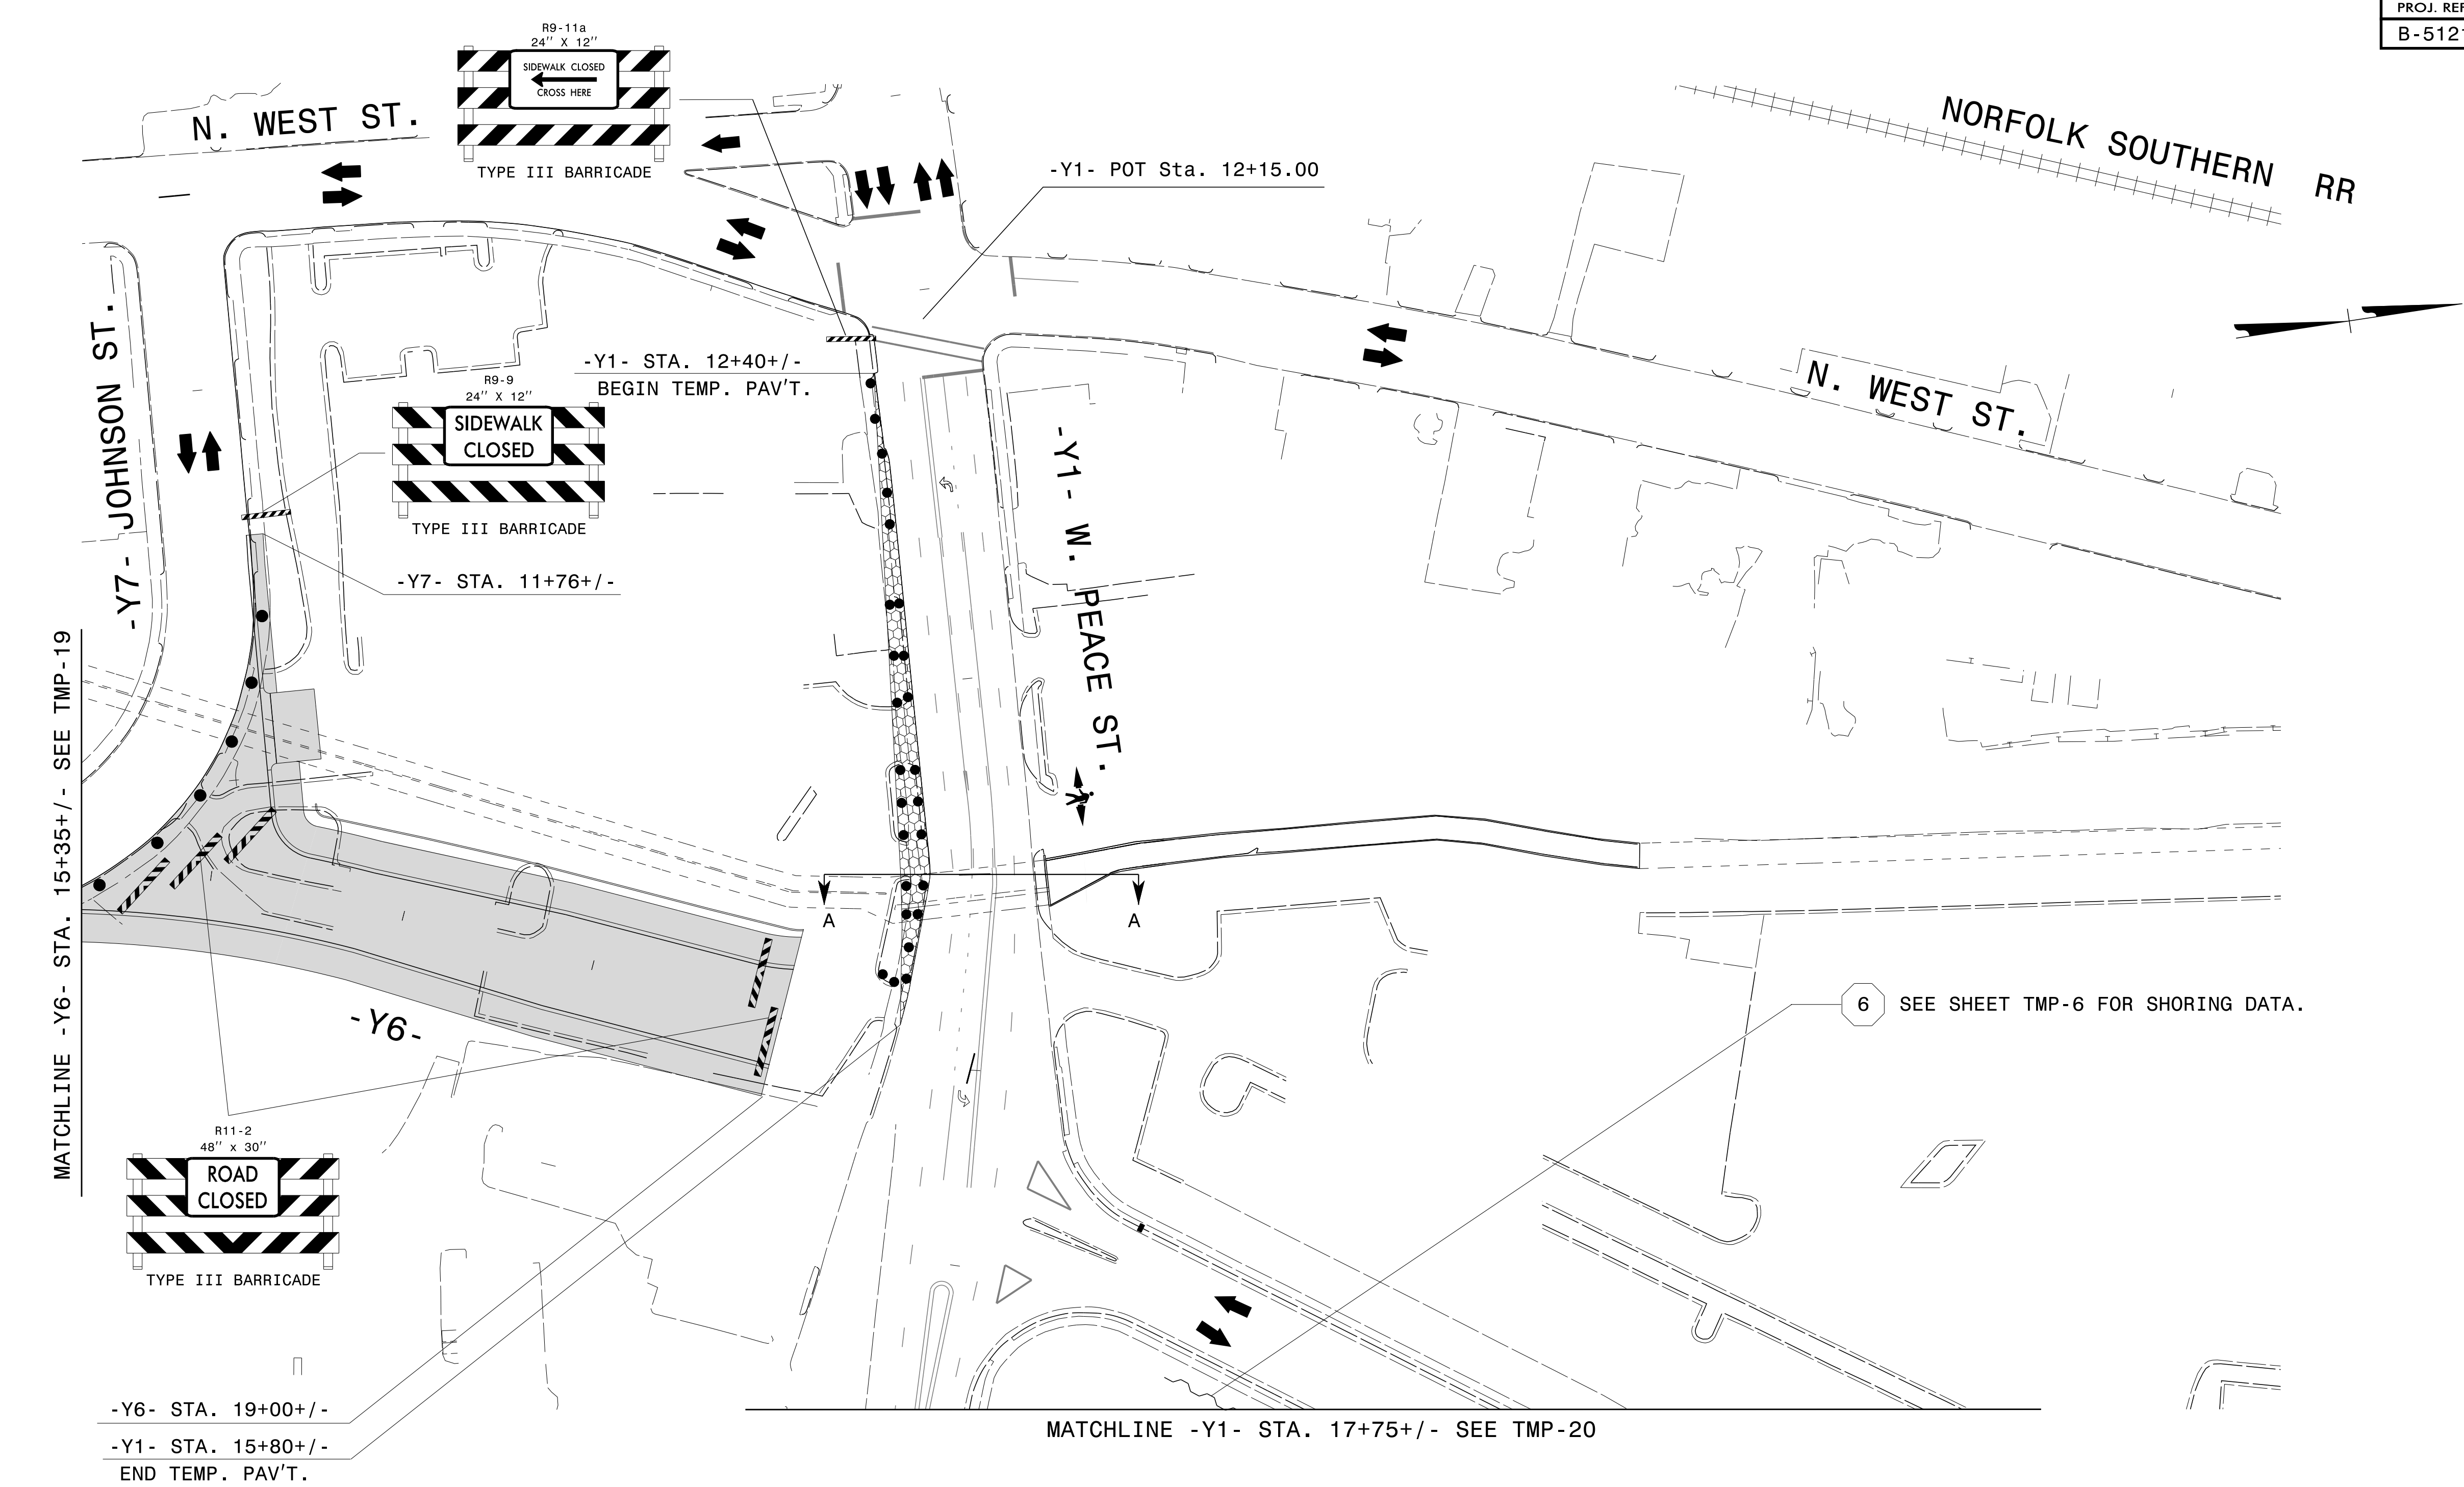 PROJ. REF
B-512
R9-11a
24'' X 12''
SIDEWALK CLOSED
CROSS HERE
TYPE III BARRICADE
N. WEST ST.
-Y1- POT Sta. 12+15.00
NORFOLK SOUTHERN RR
-Y7- JOHNSON ST.
-Y1- STA. 12+40+/-
BEGIN TEMP. PAV'T.
R9-9
24'' X 12''
SIDEWALK
CLOSED
TYPE III BARRICADE
-Y7- STA. 11+76+/-
-Y1- W. PEACE ST.
N. WEST ST.
MATCHLINE -Y6- STA. 15+35+/- SEE TMP-19
A
A
-Y6-
6
SEE SHEET TMP-6 FOR SHORING DATA.
R11-2
48'' x 30''
ROAD
CLOSED
TYPE III BARRICADE
-Y6- STA. 19+00+/-
-Y1- STA. 15+80+/-
END TEMP. PAV'T.
MATCHLINE -Y1- STA. 17+75+/- SEE TMP-20